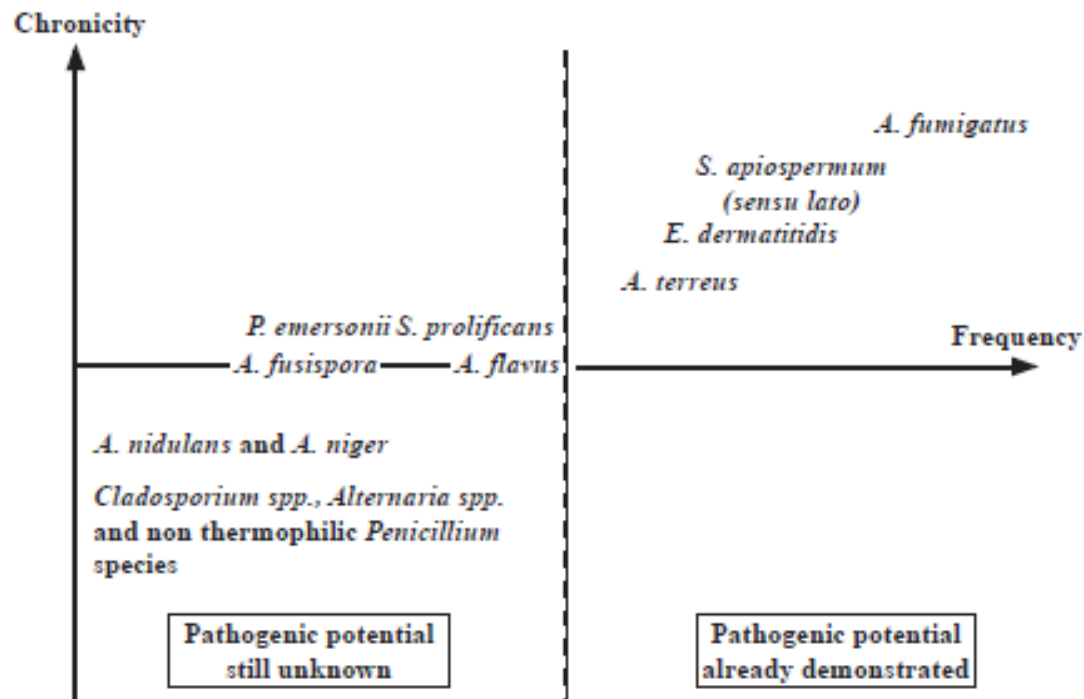 Chronicity
A. fumigatus
S. apiospermum
(sensu lato)
E. dermatitidis
A. terreus
P. emersonii S. prolificans
Frequency
A. fusispora A. flavus
A. nidulans and A. niger
Cladosporium spp., Alternaria spp.
and non thermophilic Penicillium
species
Pathogenic potential
still unknown
Pathogenic potential
already demonstrated